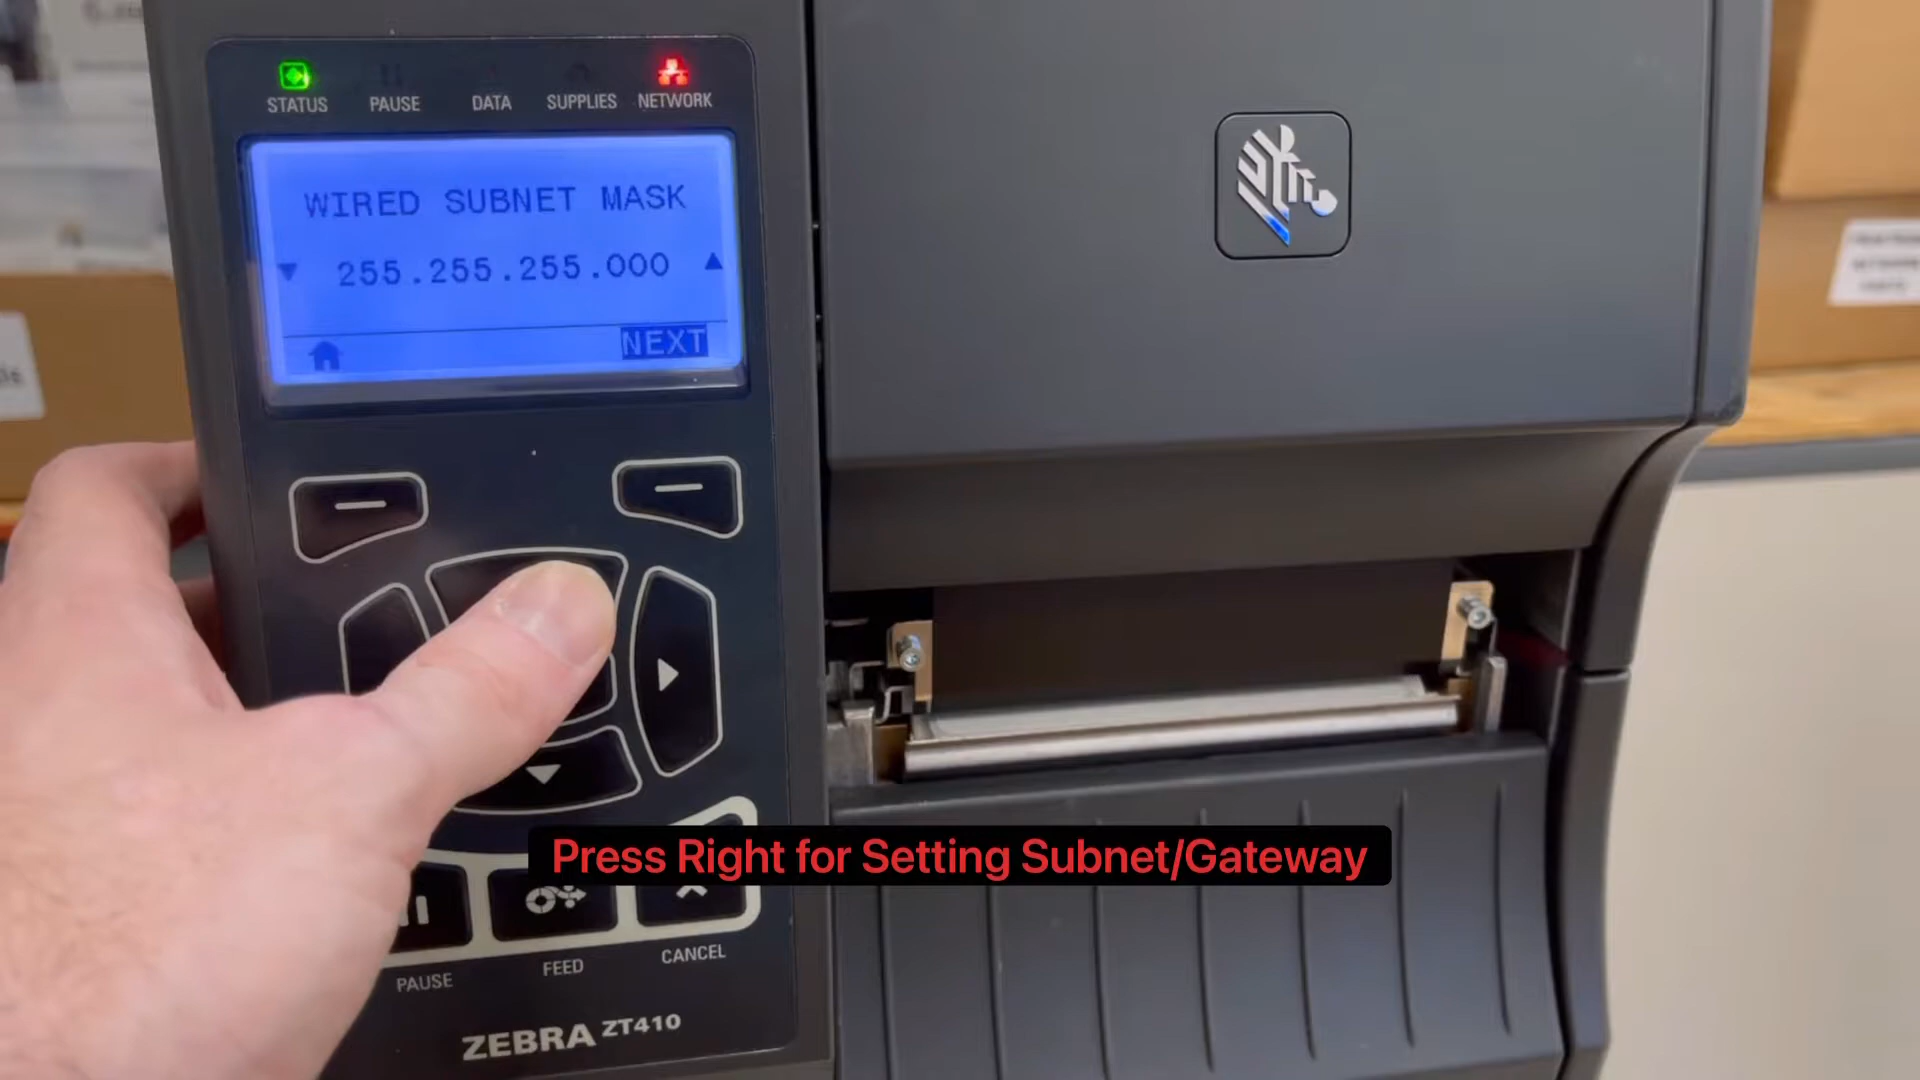 STATUS
PAUSE
DATA
SUPPLIES
NETWORK
WIRED SUBNET MASK
255.255.255.000
NEXT
Press Right for Setting Subnet/Gateway
PAUSE
FEED
CANCEL
ZEBRA ZT410